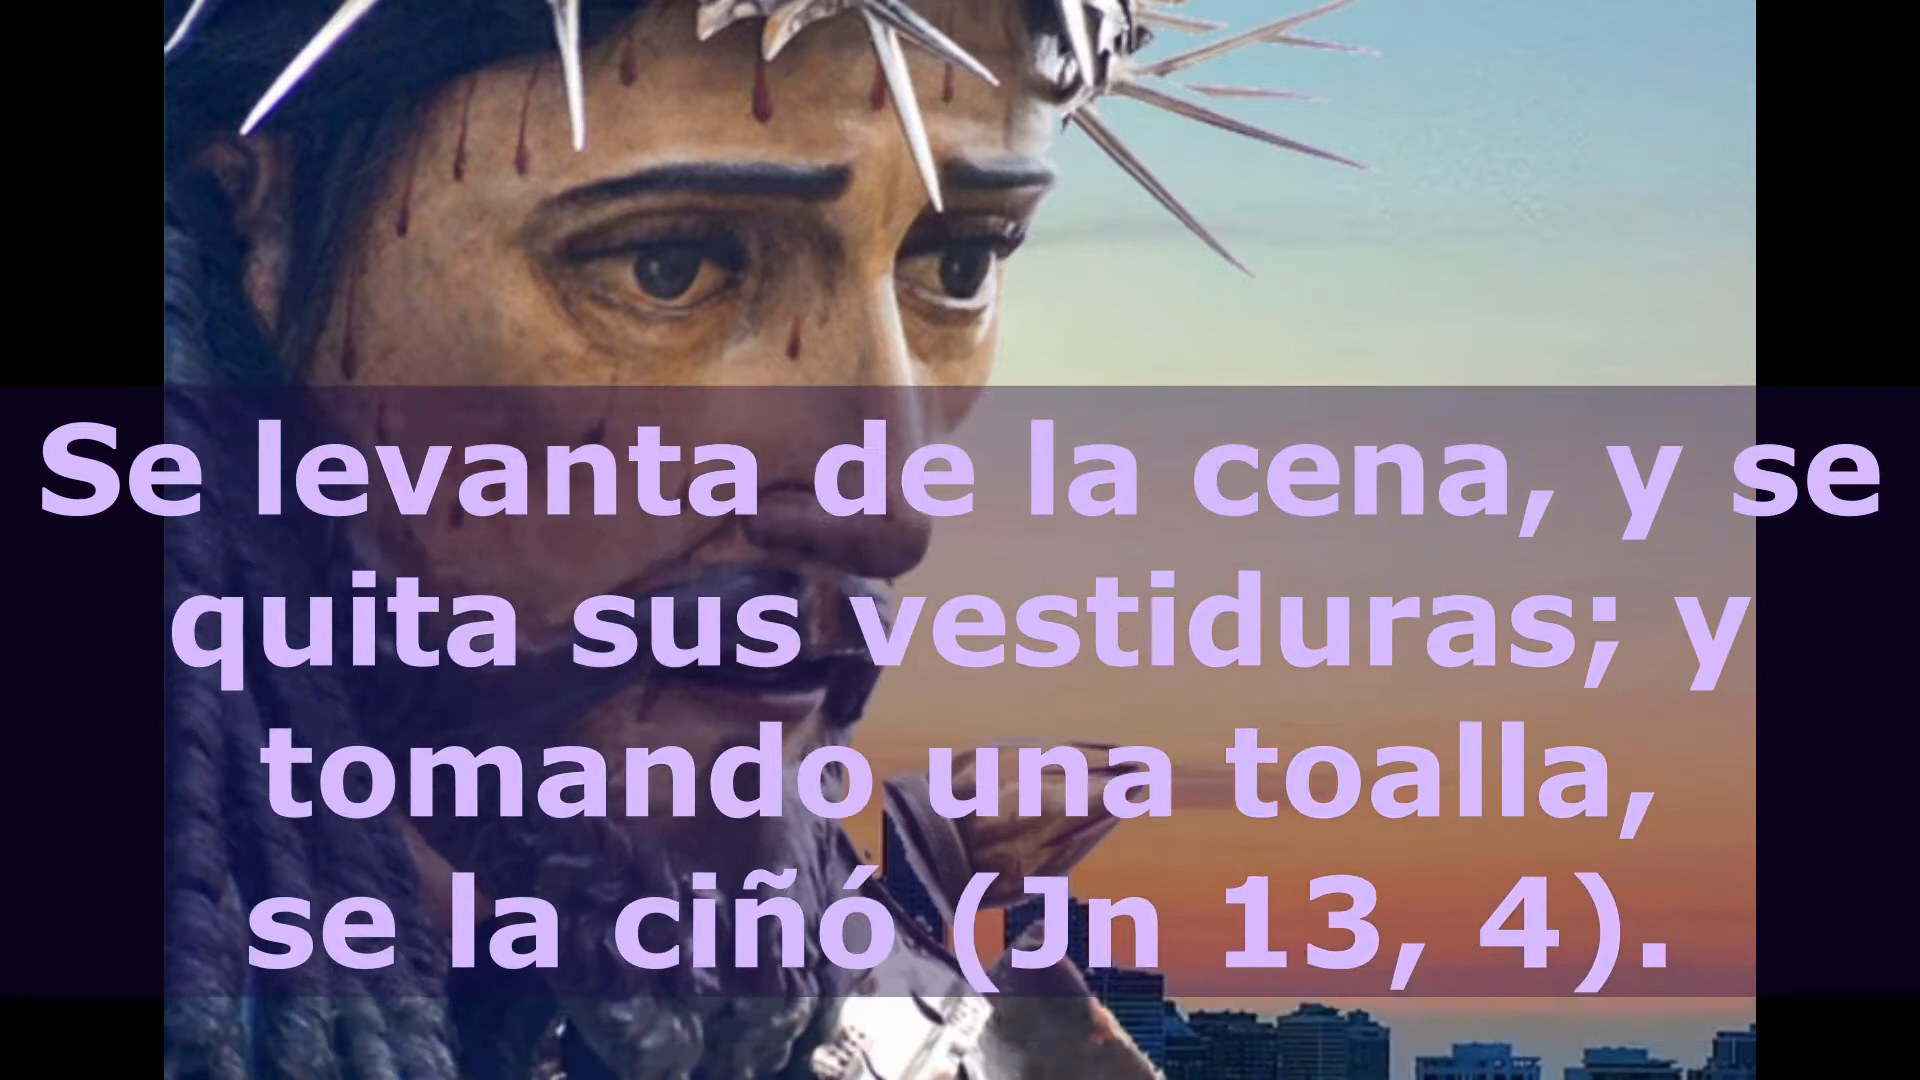 Se levanta de la cena, y se
quita sus vestiduras; y
tomando una toalla,
se la ciñó (Jn 13, 4).